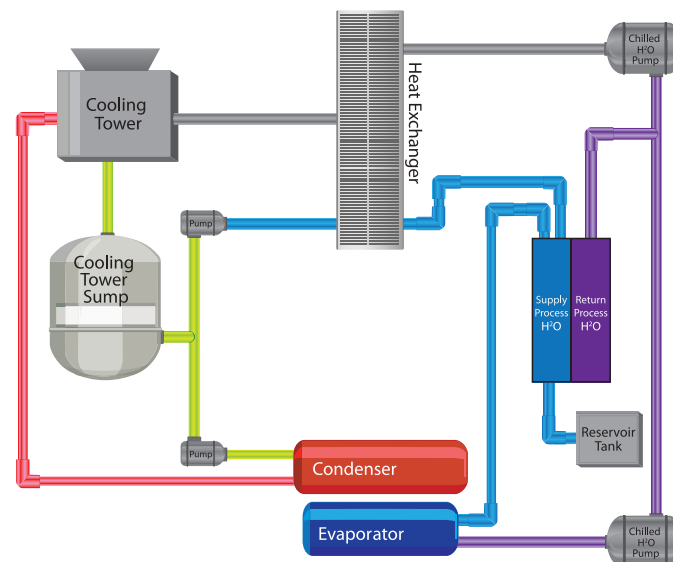 Chilled
H²O
Pump
Cooling
Tower
Heat Exchanger
Pump
Cooling
Tower
Sump
Supply
Process
H²O
Return
Process
H²O
Reservoir
Tank
Pump
Condenser
Evaporator
Chilled
H²O
Pump